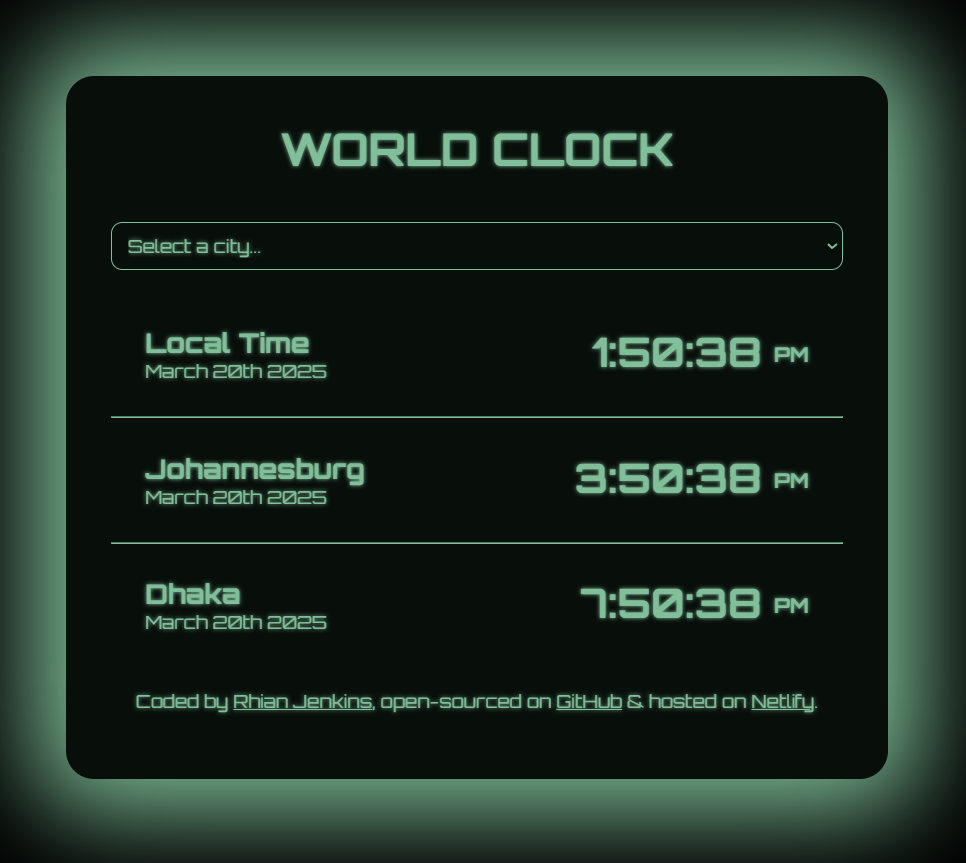 WORLD CLOCK
Select a city...
Local Time
March 20th 2025
1:50:38 PM
Johannesburg
March 20th 2025
3:50:38 PM
Dhaka
March 20th 2025
7:50:38 PM
Coded by Rhian Jenkins, open-sourced on GitHub & hosted on Netlify.